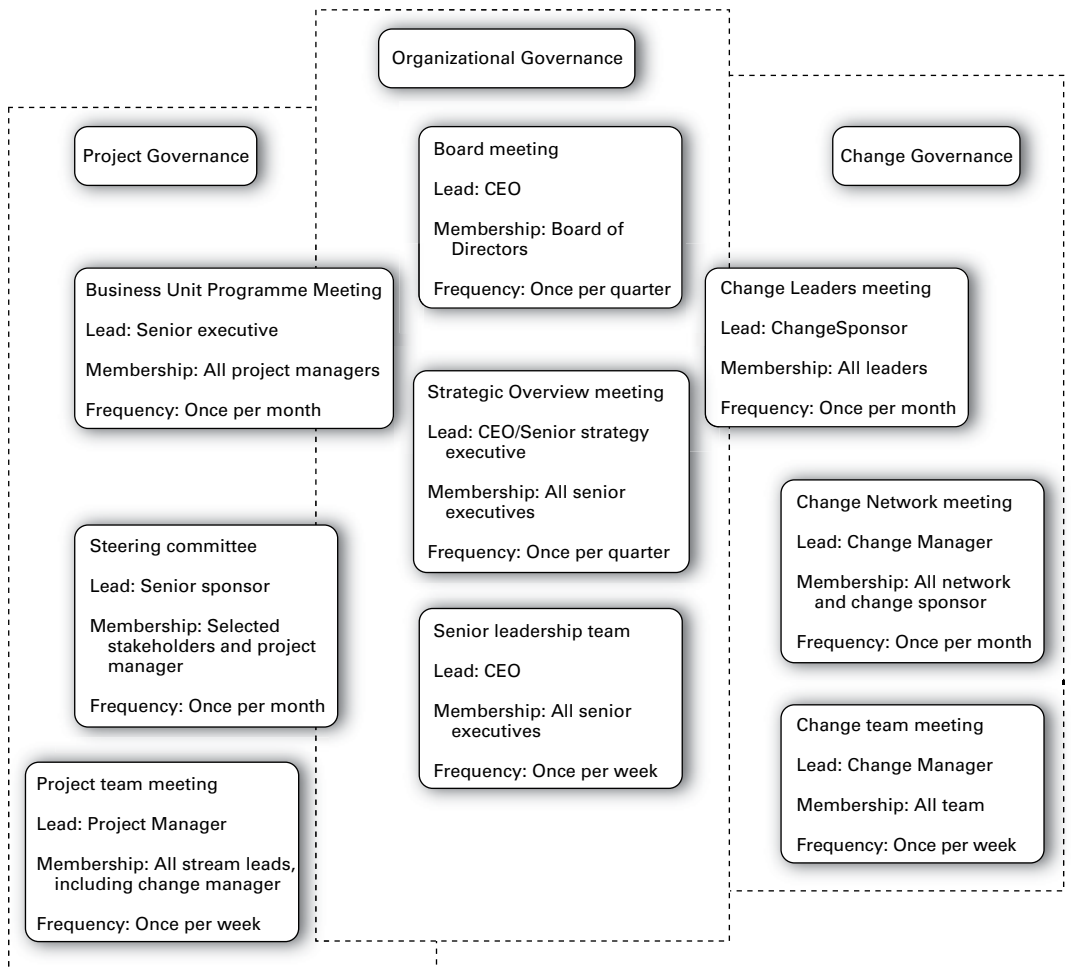 Organizational Governance
Project Governance
Change Governance
Board meeting
Lead: CEO
Membership: Board of
Directors
Frequency: Once per quarter
Business Unit Programme Meeting
Lead: Senior executive
Membership: All project managers
Frequency: Once per month
Change Leaders meeting
Lead: ChangeSponsor
Membership: All leaders
Frequency: Once per month
Strategic Overview meeting
Lead: CEO/Senior strategy
executive
Membership: All senior
executives
Frequency: Once per quarter
Change Network meeting
Lead: Change Manager
Membership: All network
and change sponsor
Frequency: Once per month
Steering committee
Lead: Senior sponsor
Membership: Selected
stakeholders and project
manager
Frequency: Once per month
Senior leadership team
Lead: CEO
Membership: All senior
executives
Frequency: Once per week
Change team meeting
Lead: Change Manager
Membership: All team
Frequency: Once per week
Project team meeting
Lead: Project Manager
Membership: All stream leads,
including change manager
Frequency: Once per week